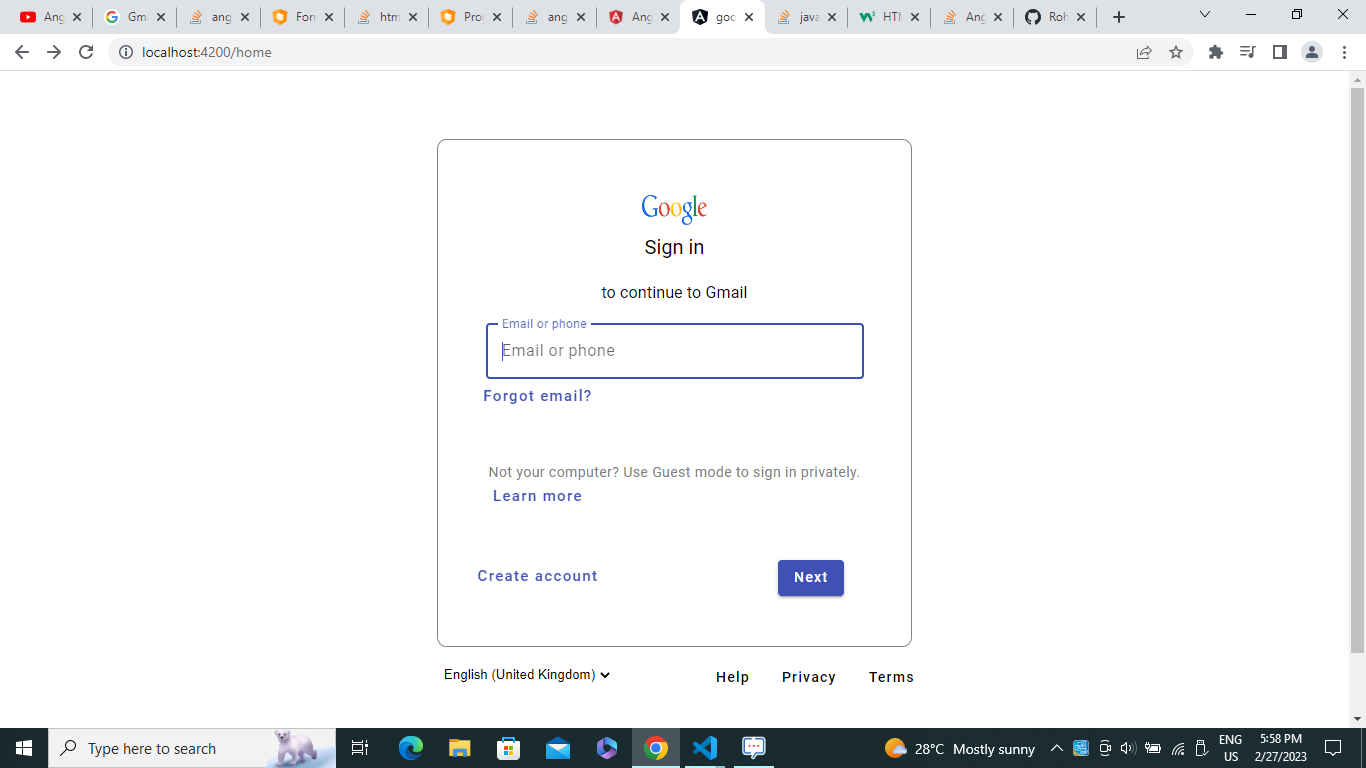 Ang
Gma
ang
Forr
htm
Proc
ang
Ang
goo
java
HTM
Ang
Roh
localhost:4200/home
Google
Sign in
to continue to Gmail
Email or phone
Email or phone
Forgot email?
Not your computer? Use Guest mode to sign in privately.
Learn more
Create account
Next
English (United Kingdom)
Help Privacy Terms
Type here to search
28°C Mostly sunny
ENG
US
5:58 PM
2/27/2023